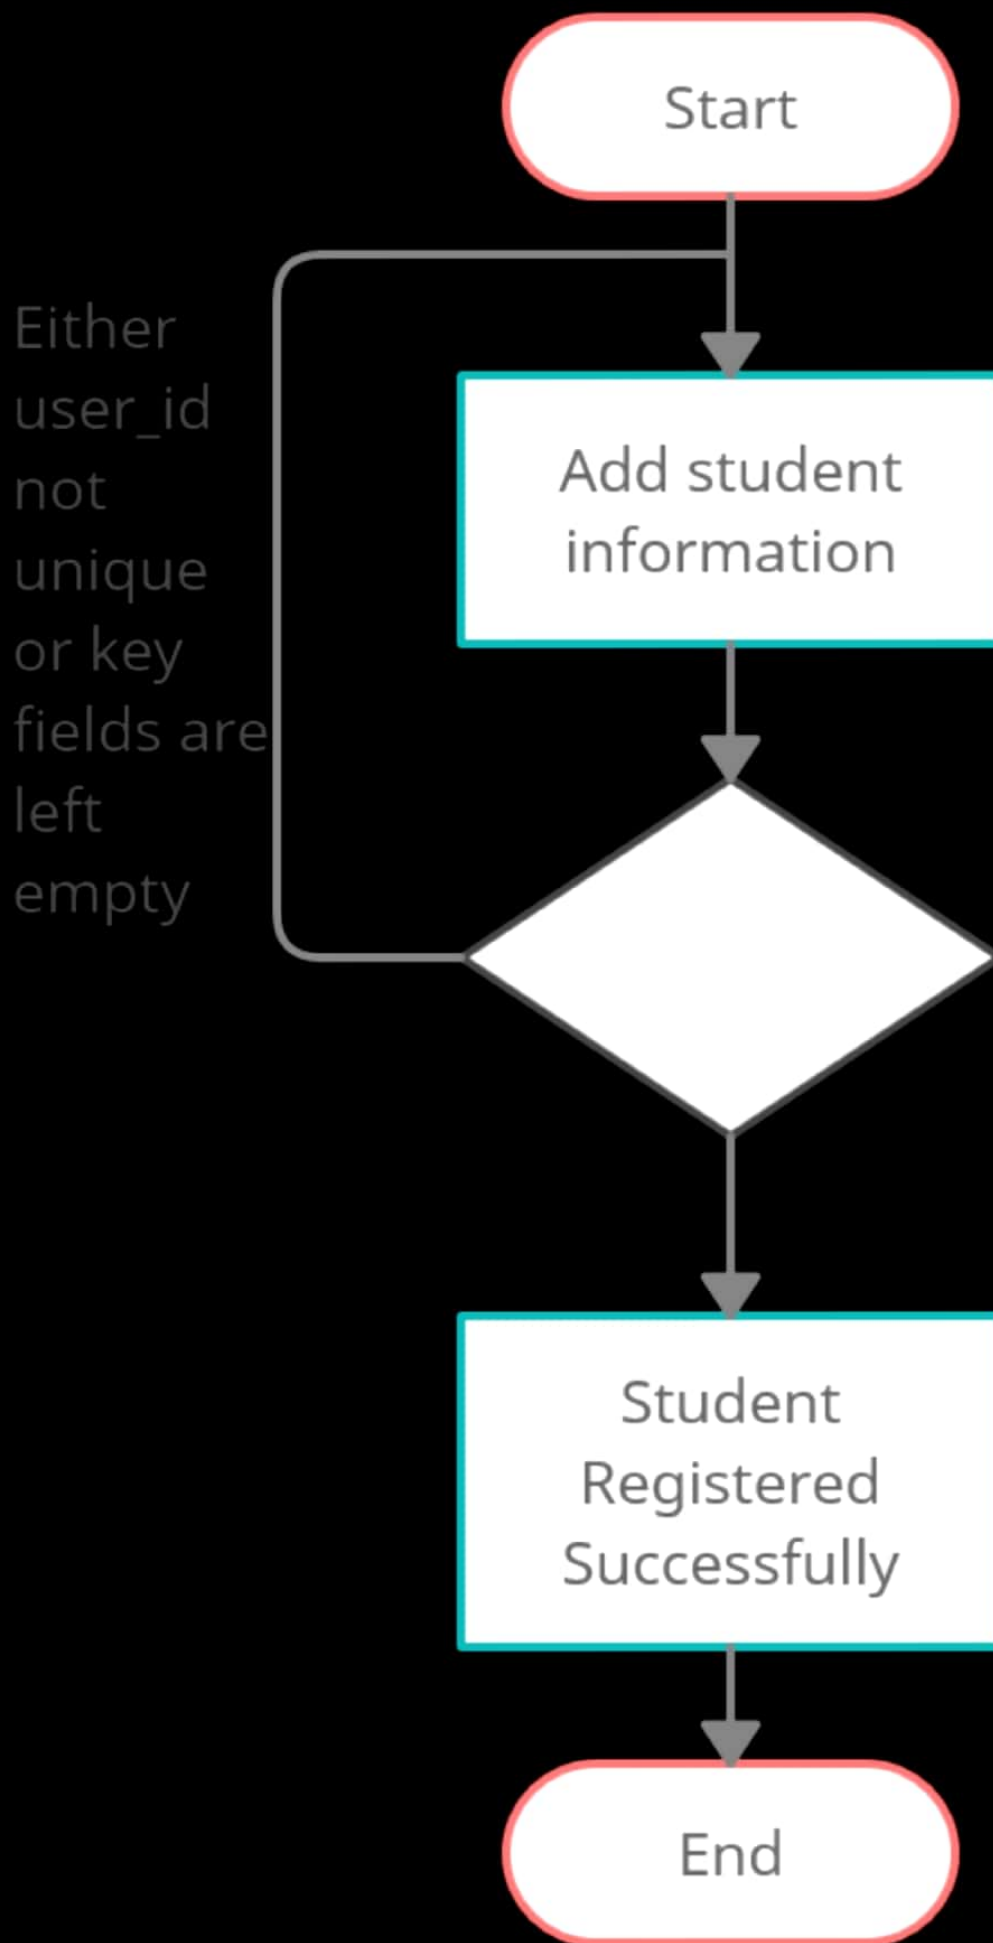 Start
Either
user_id
not
unique
or key
fields are
left
empty
Add student
information
Student
Registered
Successfully
End